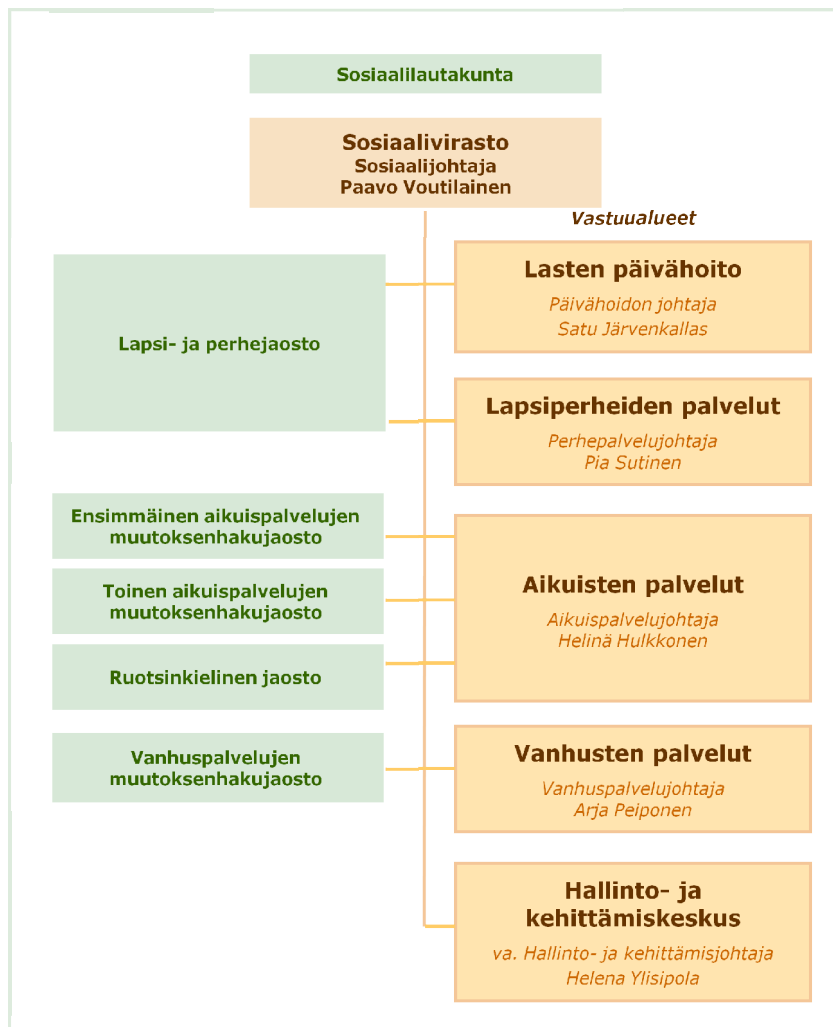 Sosiaalilautakunta
Sosiaalivirasto
Sosiaalijohtaja
Paavo Voutilainen
Vastuualueet
Lapsi- ja perhejaosto
Lasten päivähoito
Päivähoidon johtaja
Satu Järvenkallas
Lapsiperheiden palvelut
Perhepalvelujohtaja
Pia Sutinen
Ensimmäinen aikuispalvelujen
muutoksenhakujaosto
Toinen aikuispalvelujen
muutoksenhakujaosto
Ruotsinkielinen jaosto
Aikuisten palvelut
Aikuispalvelujohtaja
Helinä Hulkkonen
Vanhuspalvelujen
muutoksenhakujaosto
Vanhusten palvelut
Vanhuspalvelujohtaja
Arja Peiponen
Hallinto- ja
kehittämiskeskus
va. Hallinto- ja kehittämisjohtaja
Helena Ylisipola